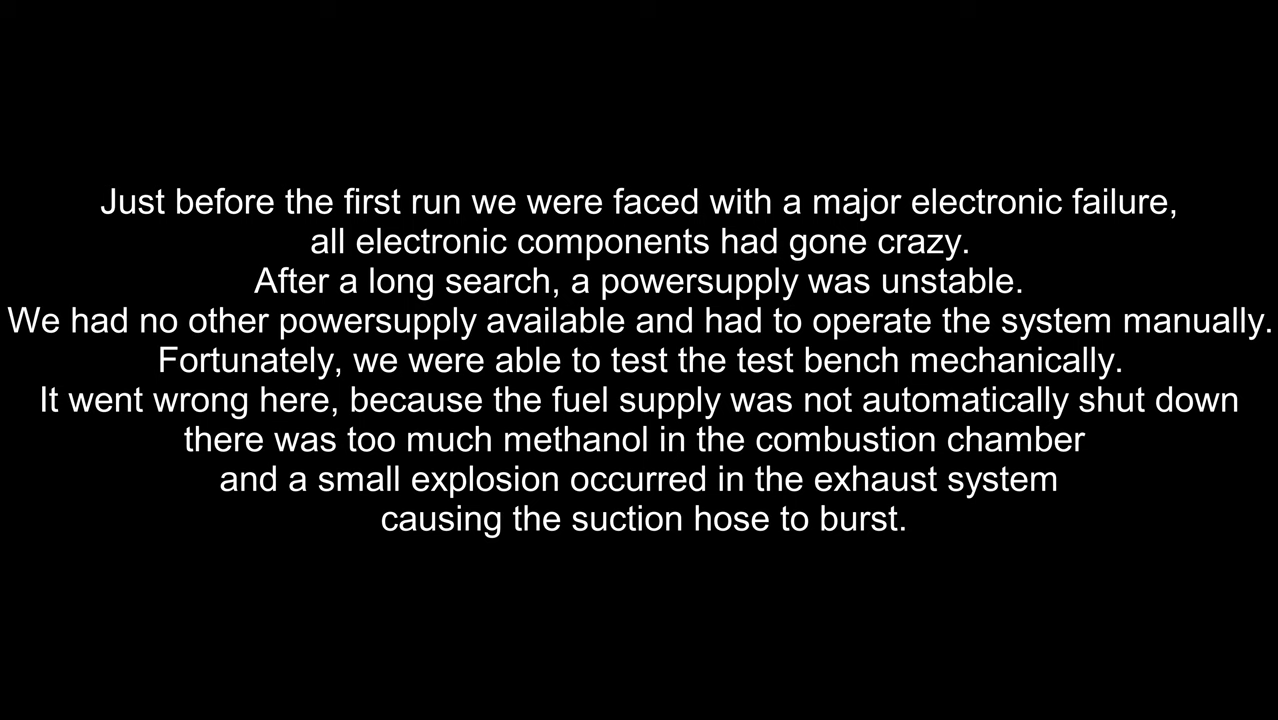 Just before the first run we were faced with a major electronic failure,
all electronic components had gone crazy.
After a long search, a powersupply was unstable.
We had no other powersupply available and had to operate the system manually.
Fortunately, we were able to test the test bench mechanically.
It went wrong here, because the fuel supply was not automatically shut down
there was too much methanol in the combustion chamber
and a small explosion occurred in the exhaust system
causing the suction hose to burst.